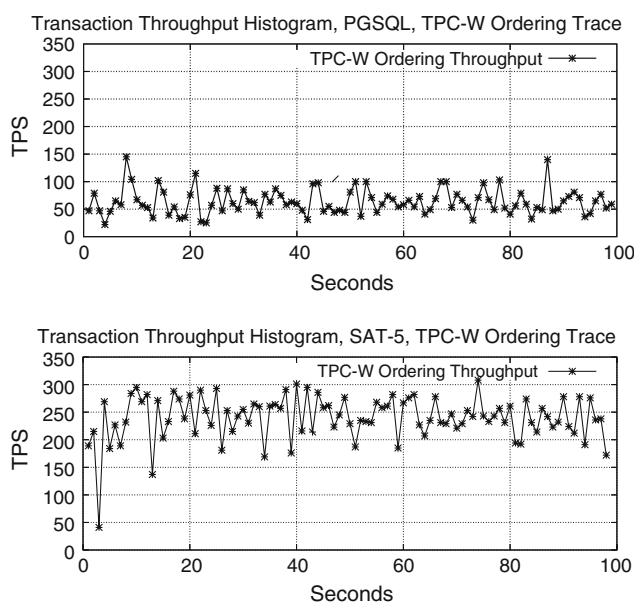 Transaction Throughput Histogram, PGSQL, TPC-W Ordering Trace
350
TPC-W Ordering Throughput
300
250
200
150
100
50
0
TPS
0 20 40 60 80 100
Seconds
Transaction Throughput Histogram, SAT-5, TPC-W Ordering Trace
350
TPC-W Ordering Throughput
300
250
200
150
100
50
0
TPS
0 20 40 60 80 100
Seconds